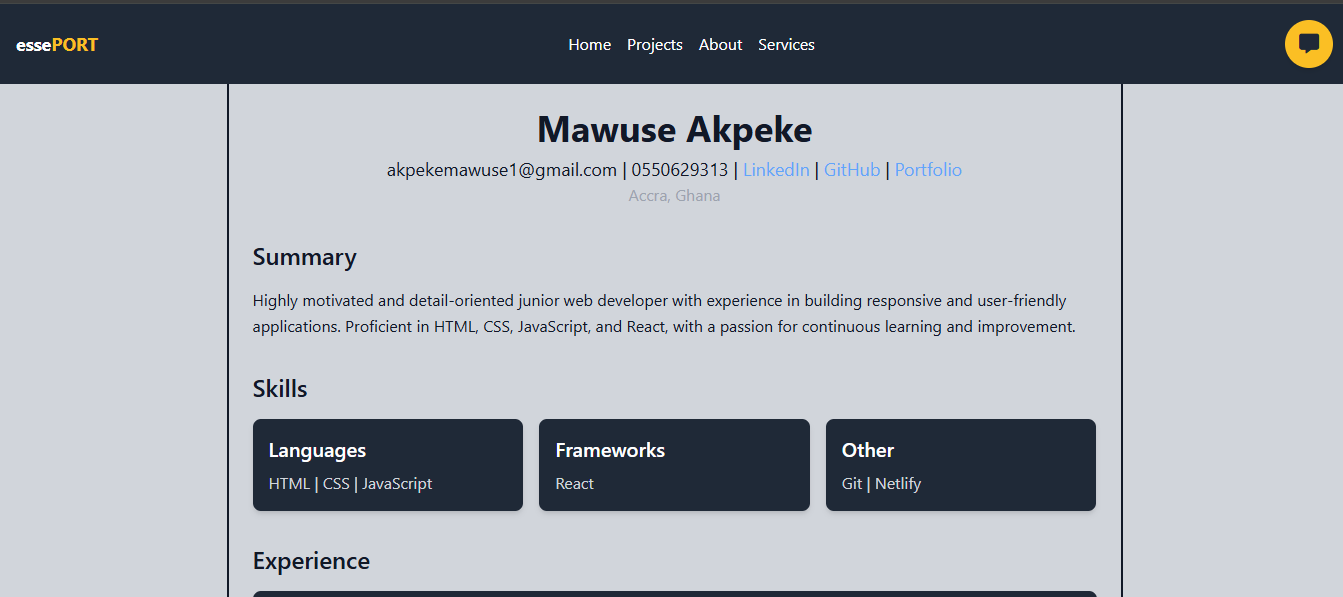 essePORT
Home Projects About Services
Mawuse Akpeke
akpekemawuse1@gmail.com | 0550629313 | LinkedIn | GitHub | Portfolio
Accra, Ghana
Summary
Highly motivated and detail-oriented junior web developer with experience in building responsive and user-friendly
applications. Proficient in HTML, CSS, JavaScript, and React, with a passion for continuous learning and improvement.
Skills
Languages
HTML | CSS | JavaScript
Frameworks
React
Other
Git | Netlify
Experience